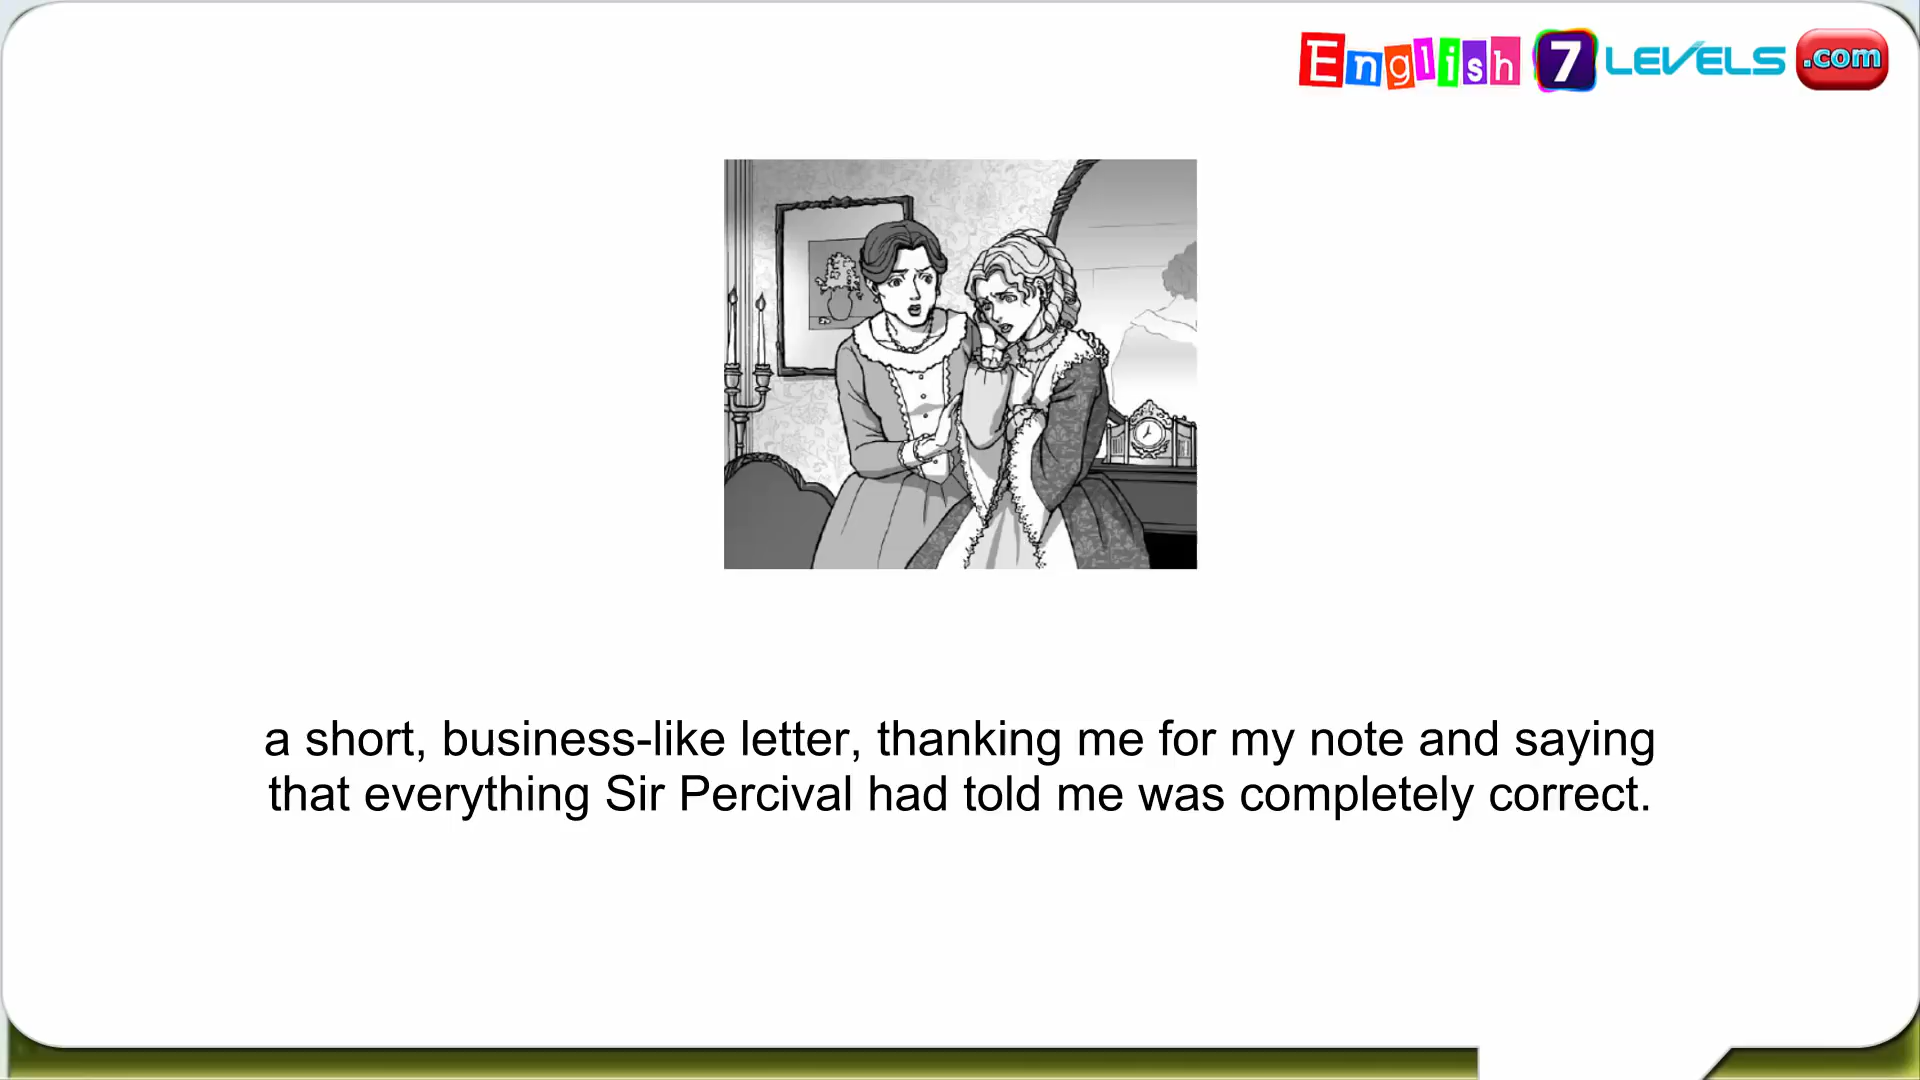 English 7 LEVELS .com
a short, business-like letter, thanking me for my note and saying
that everything Sir Percival had told me was completely correct.